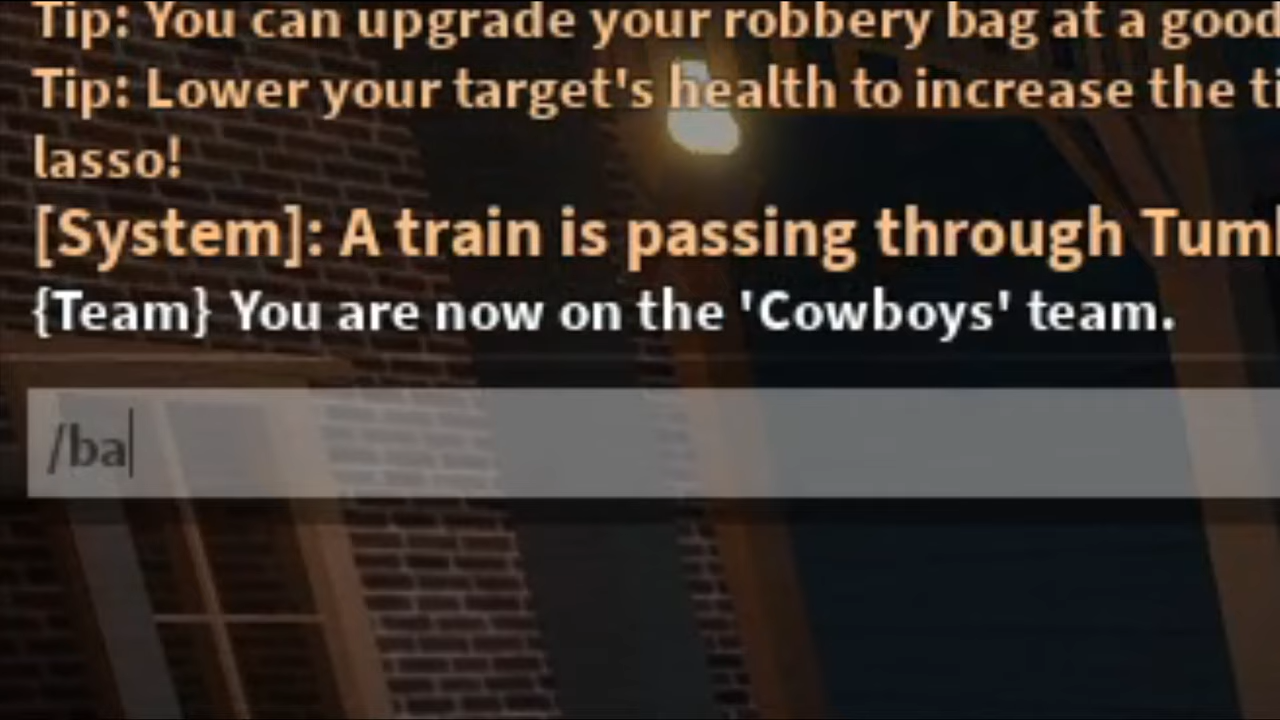 Tip: You can upgrade your robbery bag at a good
Tip: Lower your target's health to increase the
lasso!
[System]: A train is passing through
{Team} You are now on the 'Cowboys' team.
/ba